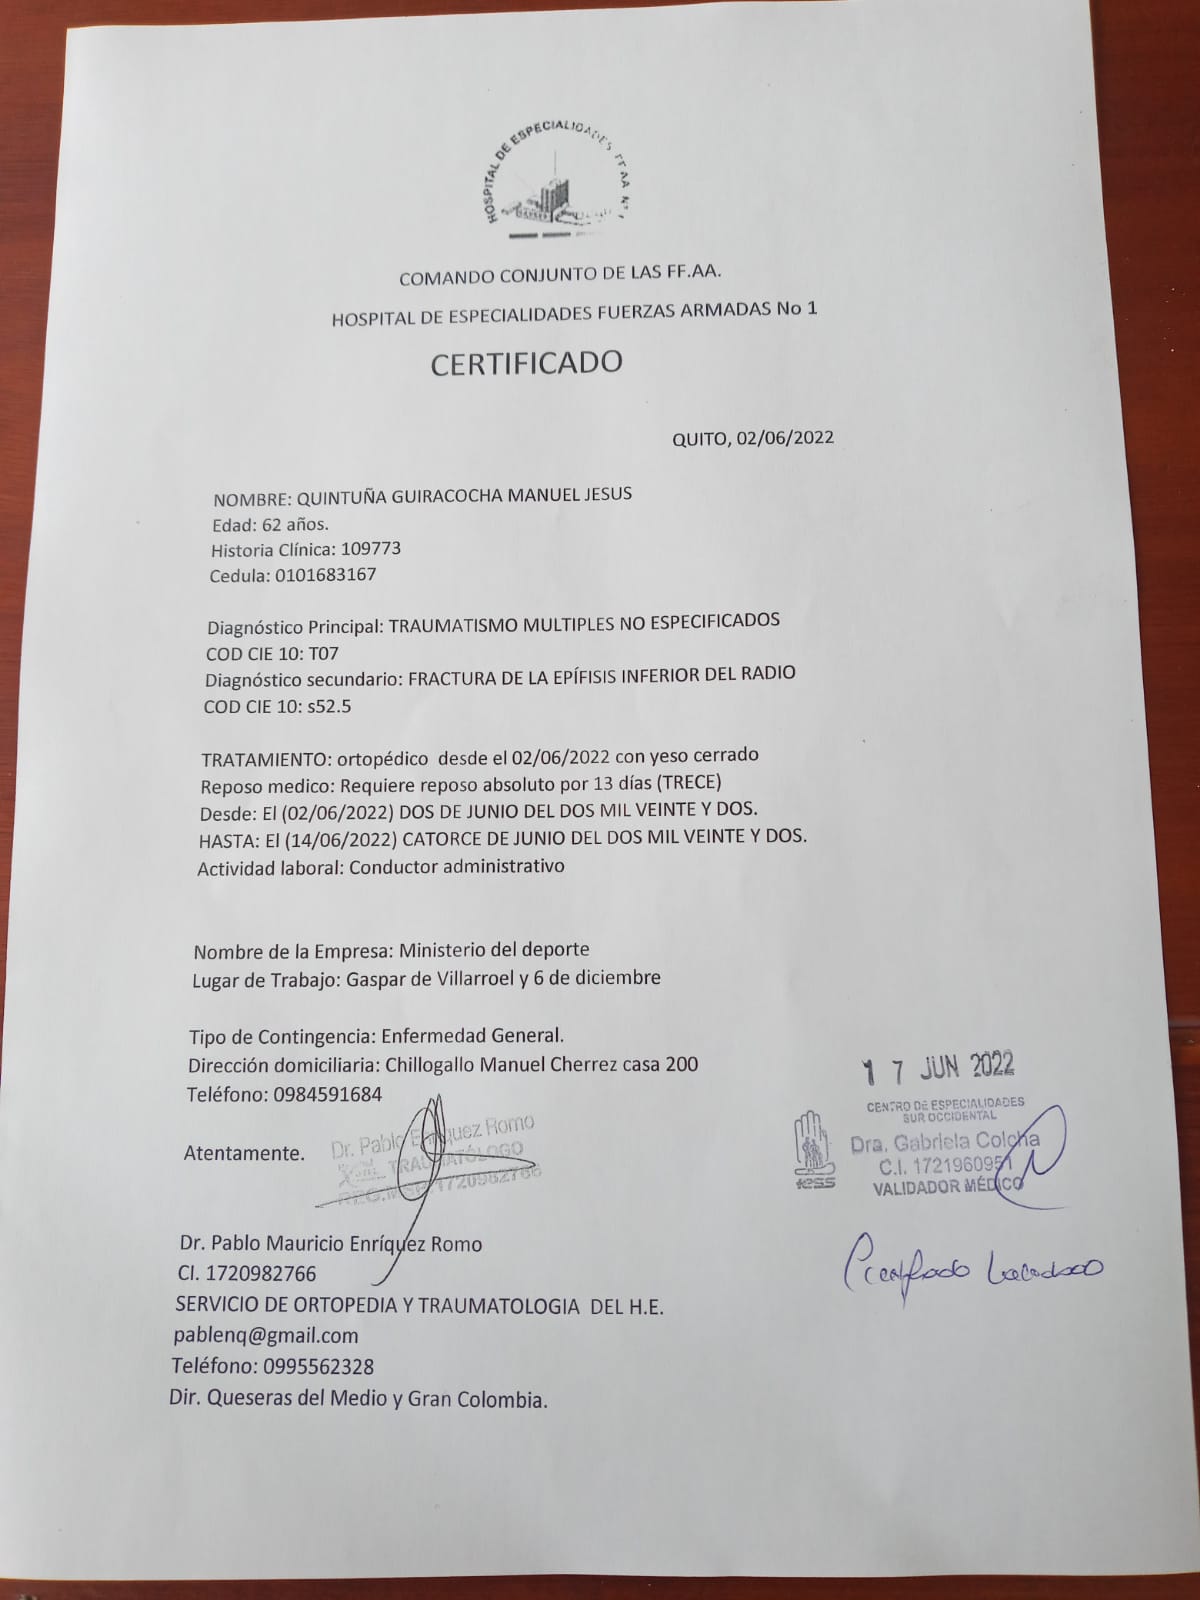 HOSPITAL DE ESPECIALIDADES FF.AA N° 1
COMANDO CONJUNTO DE LAS FF.AA.
HOSPITAL DE ESPECIALIDADES FUERZAS ARMADAS No 1
CERTIFICADO
QUITO, 02/06/2022
NOMBRE: QUINTUÑA GUIRACOCHA MANUEL JESUS
Edad: 62 años.
Historia Clínica: 109773
Cedula: 0101683167
Diagnóstico Principal: TRAUMATISMO MULTIPLES NO ESPECIFICADOS
COD CIE 10: T07
Diagnóstico secundario: FRACTURA DE LA EPÍFISIS INFERIOR DEL RADIO
COD CIE 10: s52.5
TRATAMIENTO: ortopédico desde el 02/06/2022 con yeso cerrado
Reposo medico: Requiere reposo absoluto por 13 días (TRECE)
Desde: El (02/06/2022) DOS DE JUNIO DEL DOS MIL VEINTE Y DOS.
HASTA: El (14/06/2022) CATORCE DE JUNIO DEL DOS MIL VEINTE Y DOS.
Actividad laboral: Conductor administrativo
Nombre de la Empresa: Ministerio del deporte
Lugar de Trabajo: Gaspar de Villarroel y 6 de diciembre
Tipo de Contingencia: Enfermedad General.
Dirección domiciliaria: Chillogallo Manuel Cherrez casa 200
Teléfono: 0984591684
Atentamente.
Dr. Pablo Enríquez Romo
TRAUMATÓLOGO
REG.MSP 1720982766
17 JUN 2022
CENTRO DE ESPECIALIDADES
SUR OCCIDENTAL
Dra. Gabriela Colcha
C.I. 1721960951
VALIDADOR MÉDICO
iess
Dr. Pablo Mauricio Enríquez Romo
CI. 1720982766
SERVICIO DE ORTOPEDIA Y TRAUMATOLOGIA DEL H.E.
pablenq@gmail.com
Teléfono: 0995562328
Dir. Queseras del Medio y Gran Colombia.